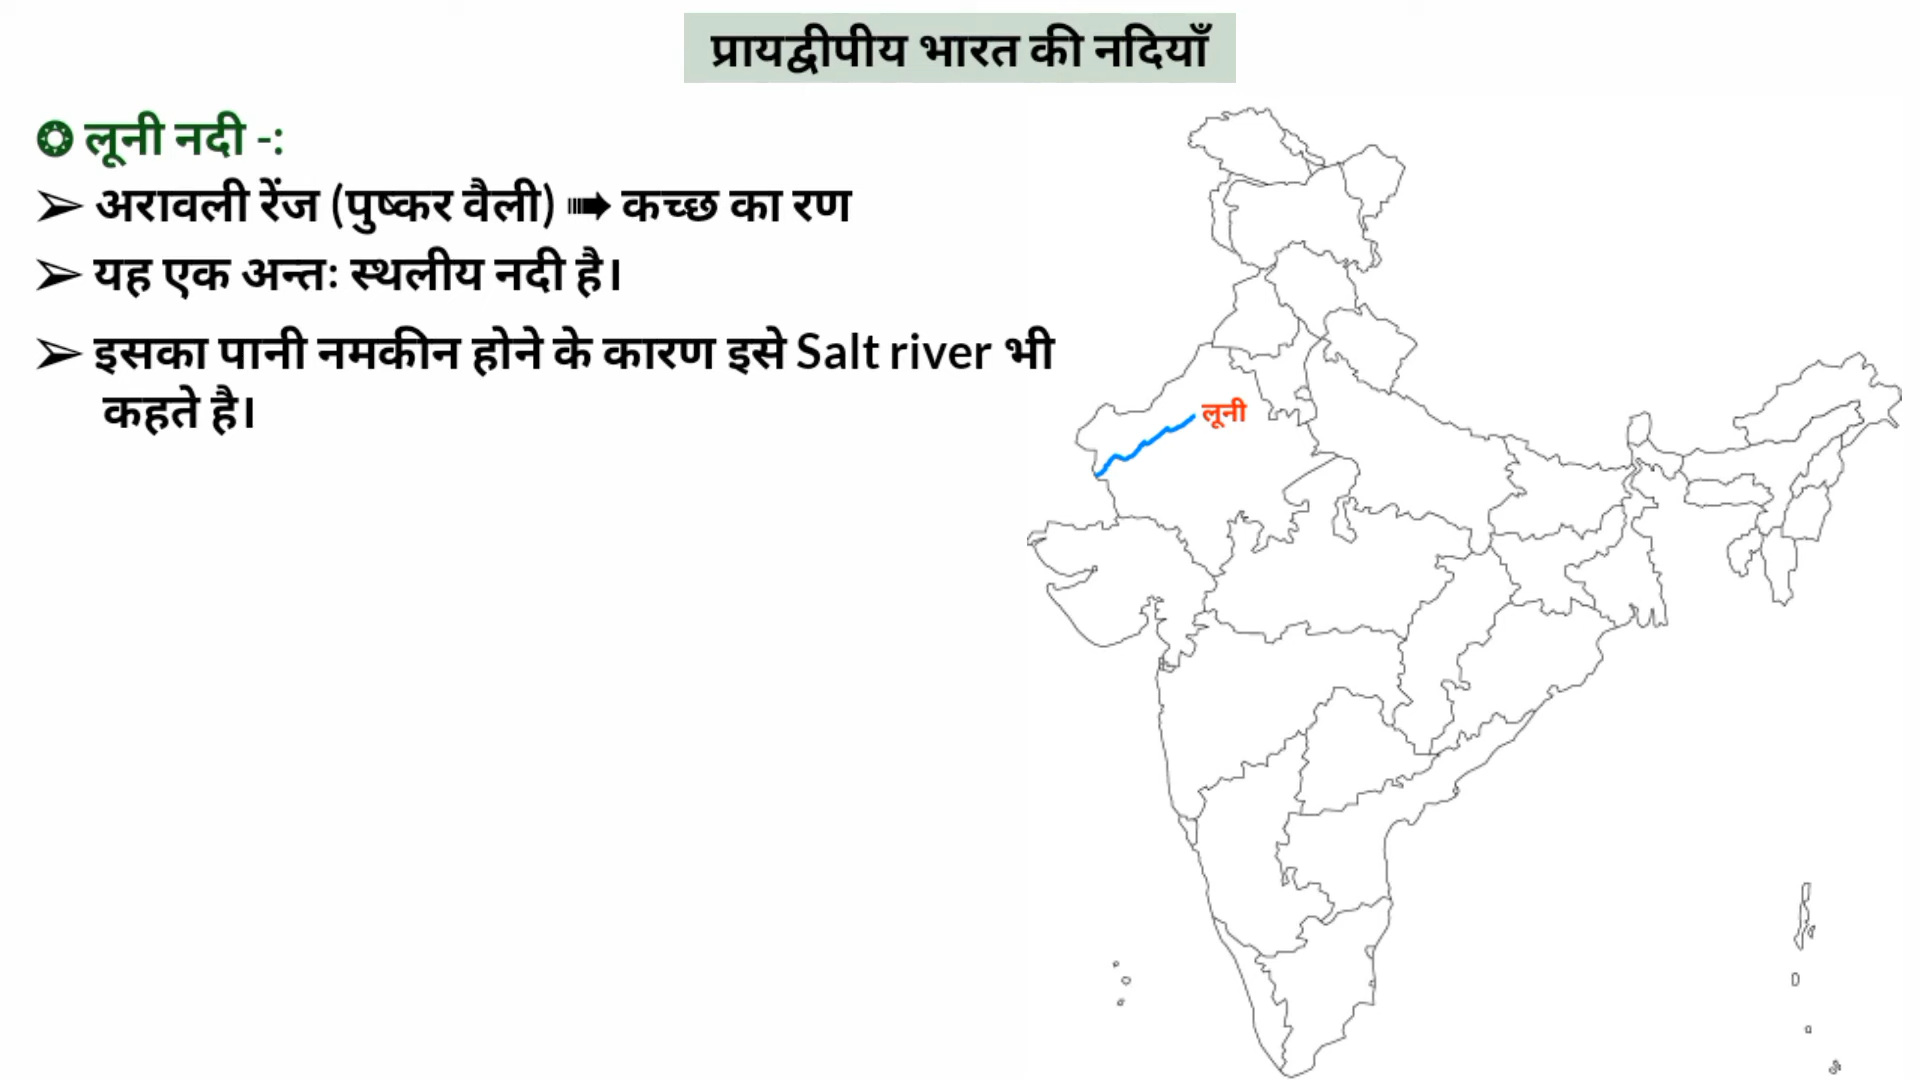 प्रायद्वीपीय भारत की नदियाँ
❂ लूनी नदी -:
➢ अरावली रेंज (पुष्कर वैली) ➠ कच्छ का रण
➢ यह एक अन्तः स्थलीय नदी है।
➢ इसका पानी नमकीन होने के कारण इसे Salt river भी
कहते है।
लूनी